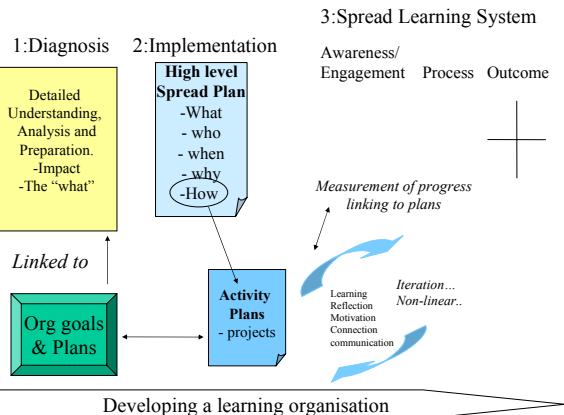 3:Spread Learning System
1:Diagnosis
2:Implementation
Awareness/
Engagement
Process
Outcome
Detailed
Understanding,
Analysis and
Preparation.
-Impact
-The “what”
High level
Spread Plan
-What
- who
- when
- why
-How
Measurement of progress
linking to plans
Linked to
Org goals
& Plans
Activity
Plans
- projects
Learning
Reflection
Motivation
Connection
communication
Iteration…
Non-linear..
Developing a learning organisation